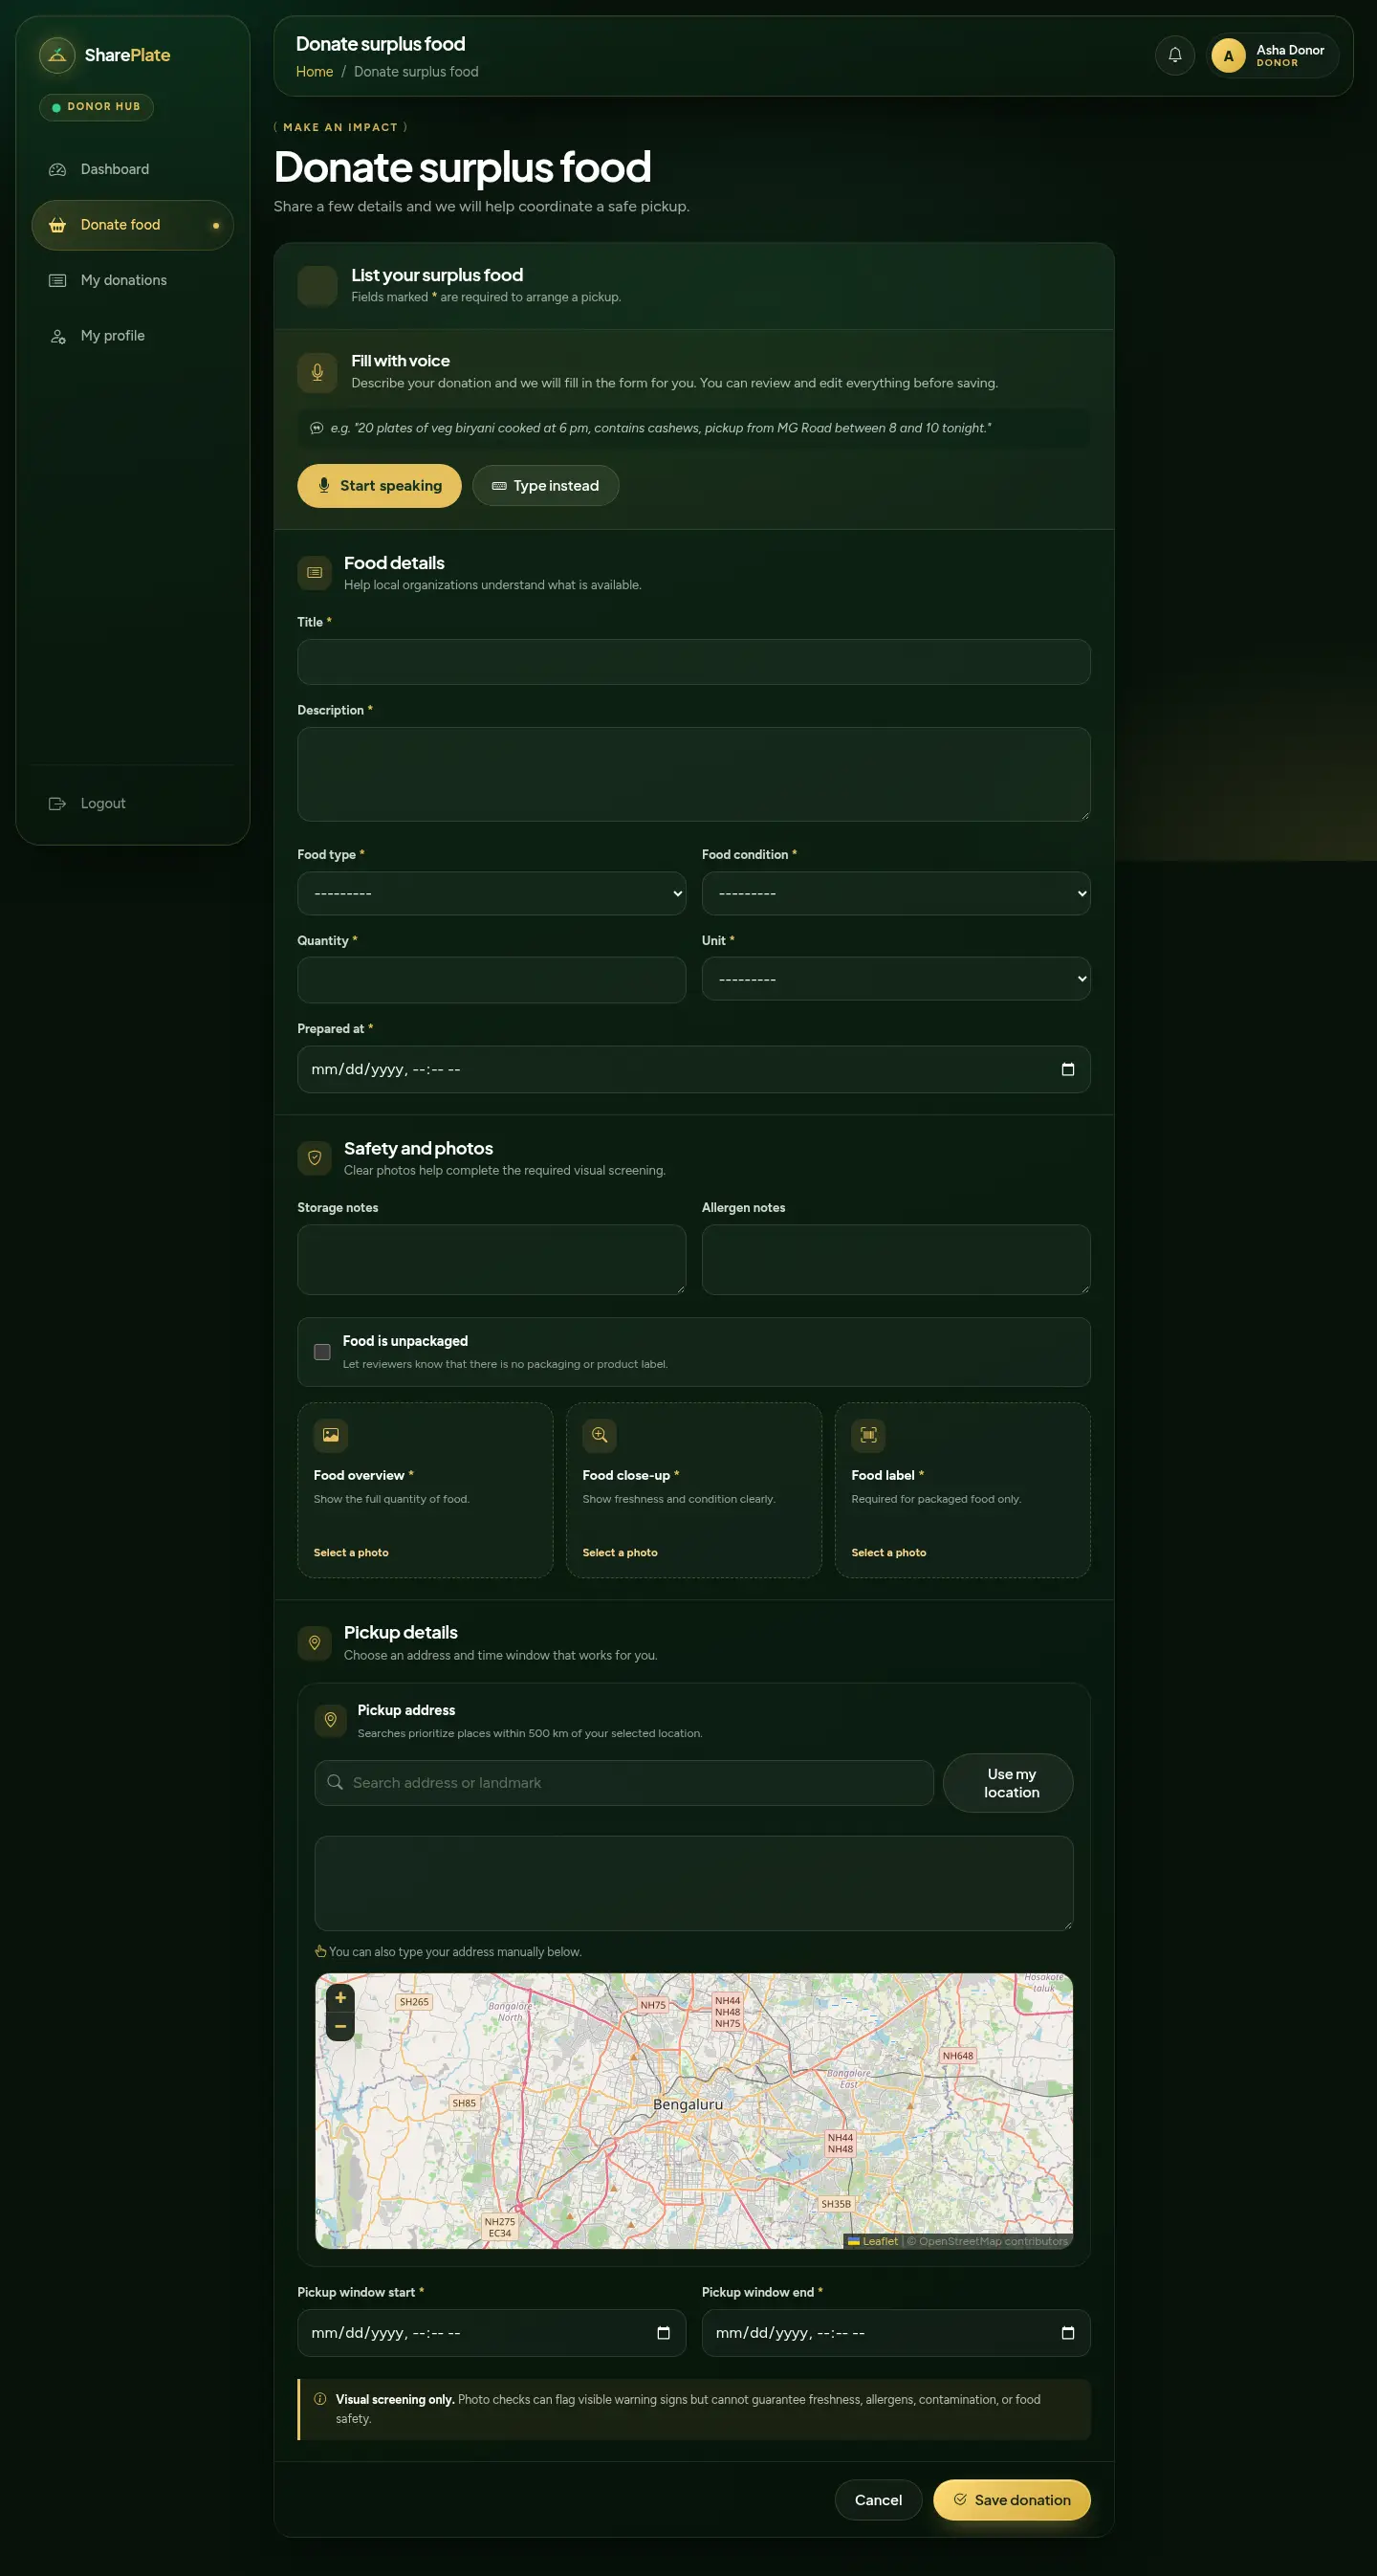 SharePlate
DONOR HUB
Dashboard
Donate food
My donations
My profile
Logout
Donate surplus food
Home / Donate surplus food
A
Asha Donor
DONOR
( MAKE AN IMPACT )
Donate surplus food
Share a few details and we will help coordinate a safe pickup.
List your surplus food
Fields marked * are required to arrange a pickup.
Fill with voice
Describe your donation and we will fill in the form for you. You can review and edit everything before saving.
e.g. "20 plates of veg biryani cooked at 6 pm, contains cashews, pickup from MG Road between 8 and 10 tonight."
Start speaking
Type instead
Food details
Help local organizations understand what is available.
Title *
Description *
Food type *
Food condition *
---------
---------
Quantity *
Unit *
---------
Prepared at *
mm/dd/yyyy, --:-- --
Safety and photos
Clear photos help complete the required visual screening.
Storage notes
Allergen notes
Food is unpackaged
Let reviewers know that there is no packaging or product label.
Food overview *
Show the full quantity of food.
Select a photo
Food close-up *
Show freshness and condition clearly.
Select a photo
Food label *
Required for packaged food only.
Select a photo
Pickup details
Choose an address and time window that works for you.
Pickup address
Searches prioritize places within 500 km of your selected location.
Search address or landmark
Use my
location
You can also type your address manually below.
+
−
SH265
Bangalore
North
NH75
NH44
NH48
NH75
Hosakote
taluk
NH648
Bangalore
East
SH85
Bengaluru
NH44
NH48
SH35B
NH275
EC34
Leaflet | © OpenStreetMap contributors
Pickup window start *
Pickup window end *
mm/dd/yyyy, --:-- --
mm/dd/yyyy, --:-- --
Visual screening only. Photo checks can flag visible warning signs but cannot guarantee freshness, allergens, contamination, or food
safety.
Cancel
Save donation